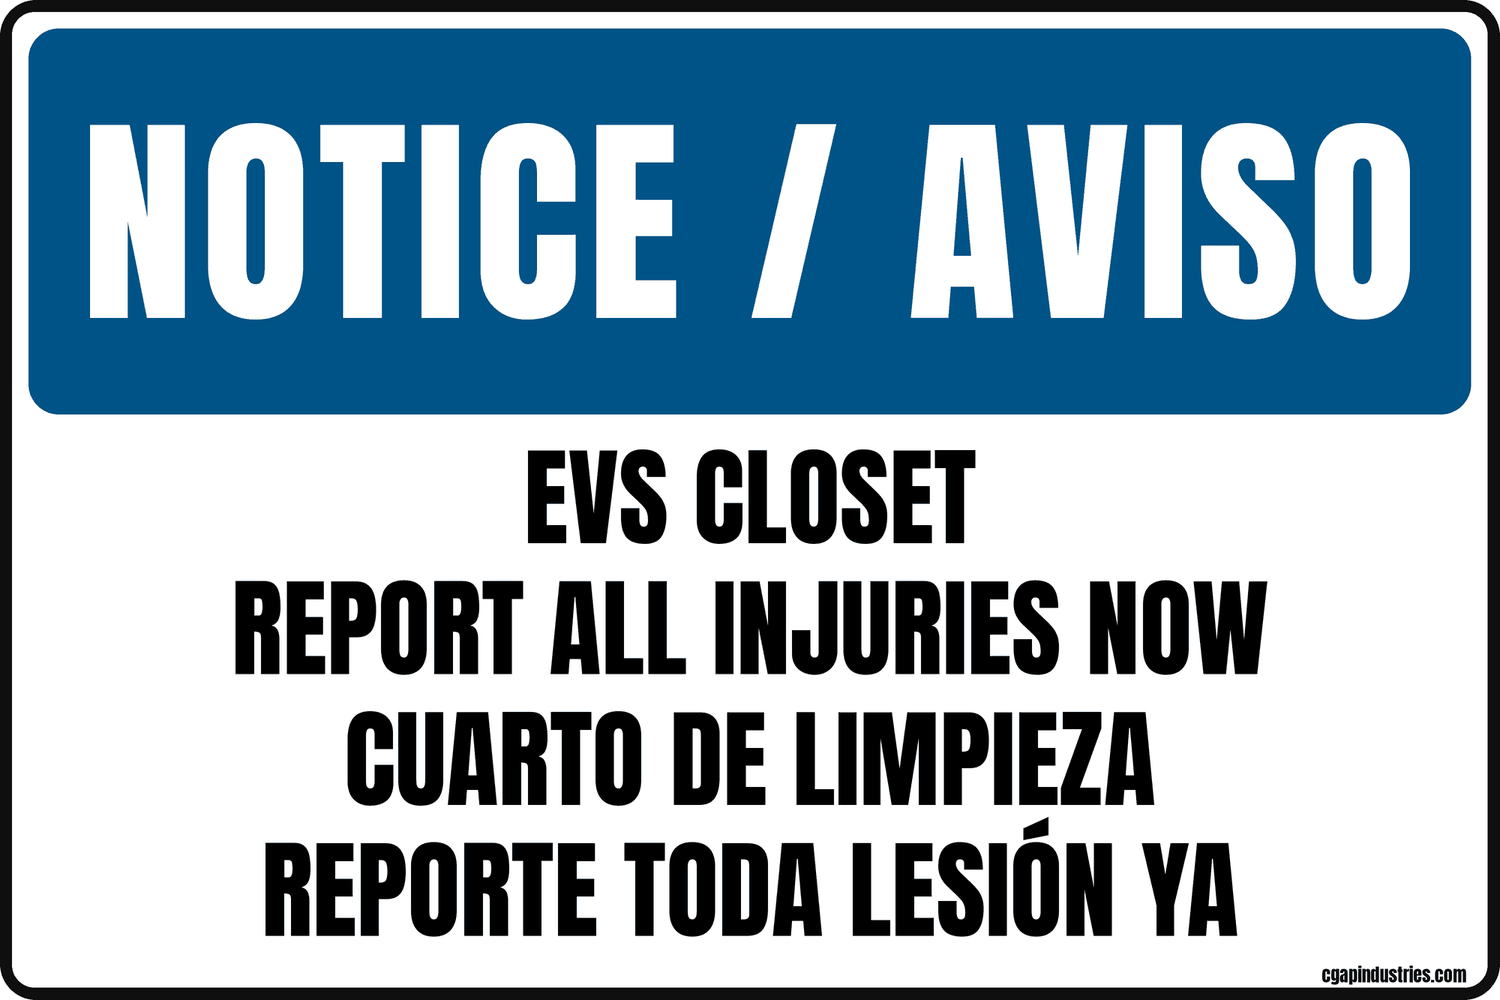 NOTICE / AVISO
EVS CLOSET
REPORT ALL INJURIES NOW
CUARTO DE LIMPIEZA
REPORTE TODA LESIÓN YA
cgapindustries.com